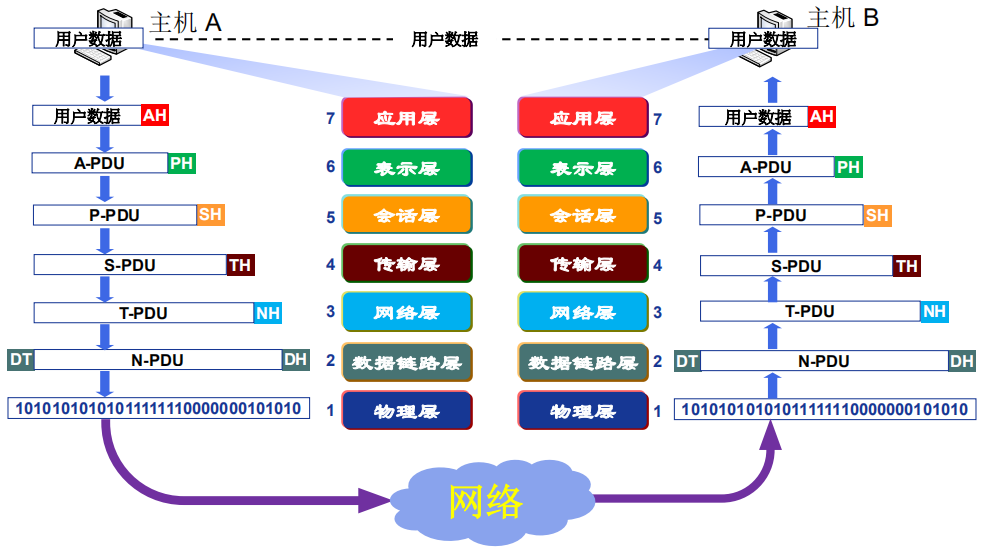 主机 A
用户数据
用户数据
主机 B
用户数据
用户数据 AH
7 应用层
应用层 7
用户数据 AH
A-PDU PH
6 表示层
表示层 6
A-PDU PH
P-PDU SH
5 会话层
会话层 5
P-PDU SH
S-PDU TH
4 传输层
传输层 4
S-PDU TH
T-PDU NH
3 网络层
网络层 3
T-PDU NH
DT N-PDU DH
2 数据链路层
数据链路层 2
DT N-PDU DH
1010101010101111110000000101010
1 物理层
物理层 1
1010101010101111110000000101010
网络